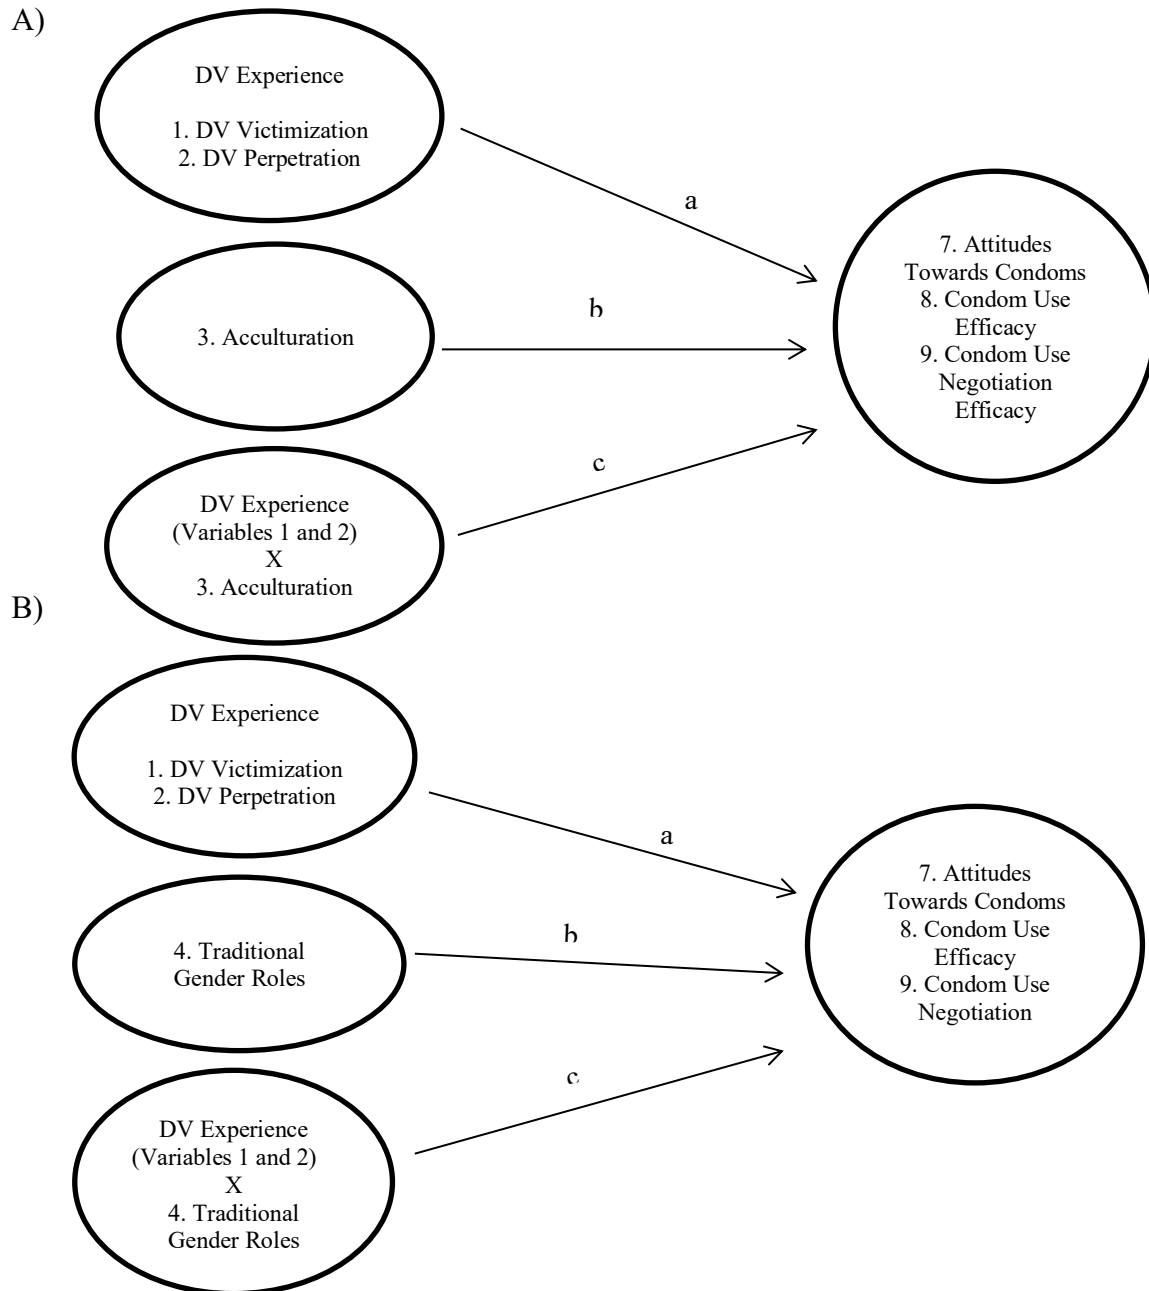 A)
DV Experience
1. DV Victimization
2. DV Perpetration
a
3. Acculturation
b
DV Experience
(Variables 1 and 2)
X
3. Acculturation
c
7. Attitudes
Towards Condoms
8. Condom Use
Efficacy
9. Condom Use
Negotiation
Efficacy
B)
DV Experience
1. DV Victimization
2. DV Perpetration
a
4. Traditional
Gender Roles
b
DV Experience
(Variables 1 and 2)
X
4. Traditional
Gender Roles
c
7. Attitudes
Towards Condoms
8. Condom Use
Efficacy
9. Condom Use
Negotiation